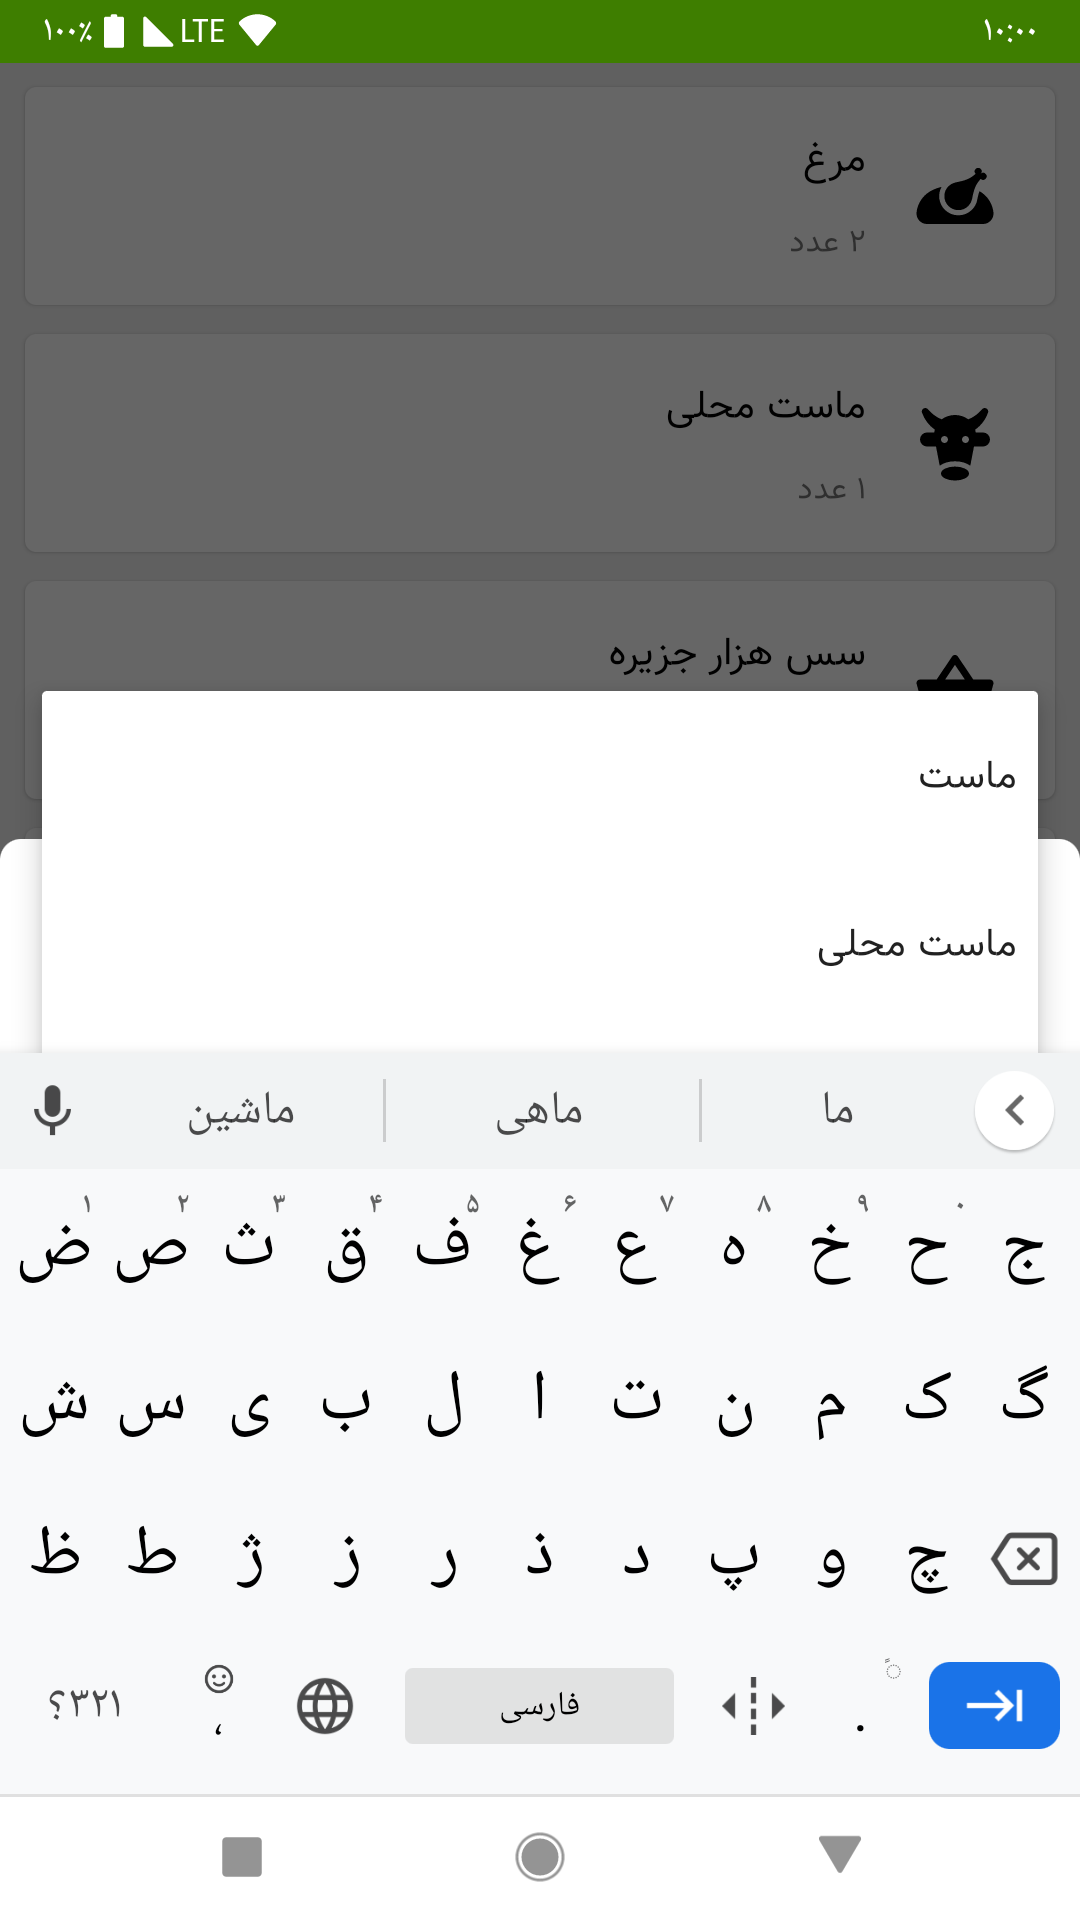 ۱۰:۰۰ LTE ۱۰۰٪
مرغ
۲ عدد
ماست محلی
۱ عدد
سس هزار جزیره
ماست
ماست محلی
ما ماهی ماشین
۱ ۲ ۳ ۴ ۵ ۶ ۷ ۸ ۹ ۰
ض ص ث ق ف غ ع ه خ ح ج
ش س ی ب ل ا ت ن م ک گ
ظ ط ژ ز ر ذ د پ و چ
۳۲۱؟ ، فارسی .